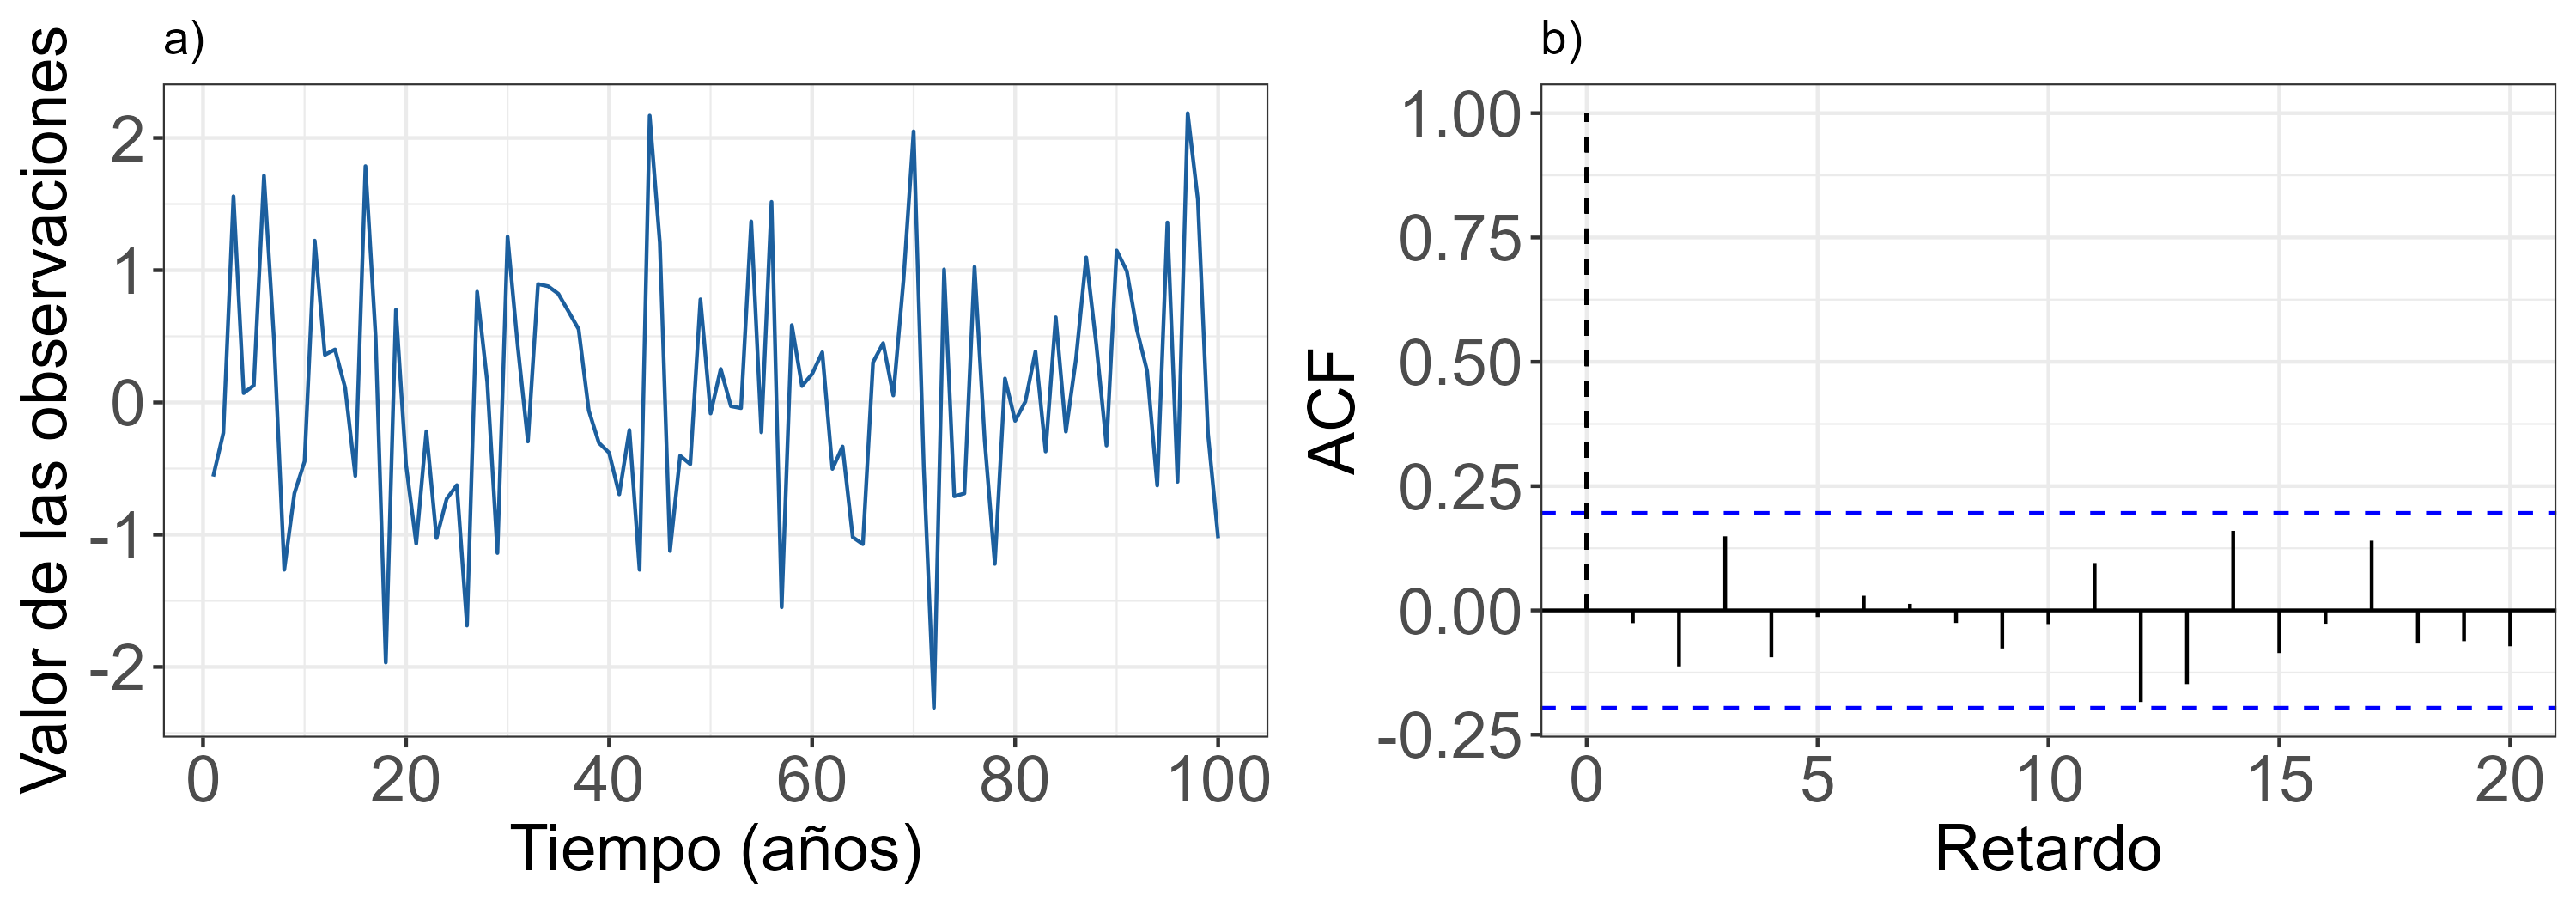 a)
Valor de las observaciones
2
1
0
-1
-2
0 20 40 60 80 100
Tiempo (años)
b)
ACF
1.00
0.75
0.50
0.25
0.00
-0.25
0 5 10 15 20
Retardo